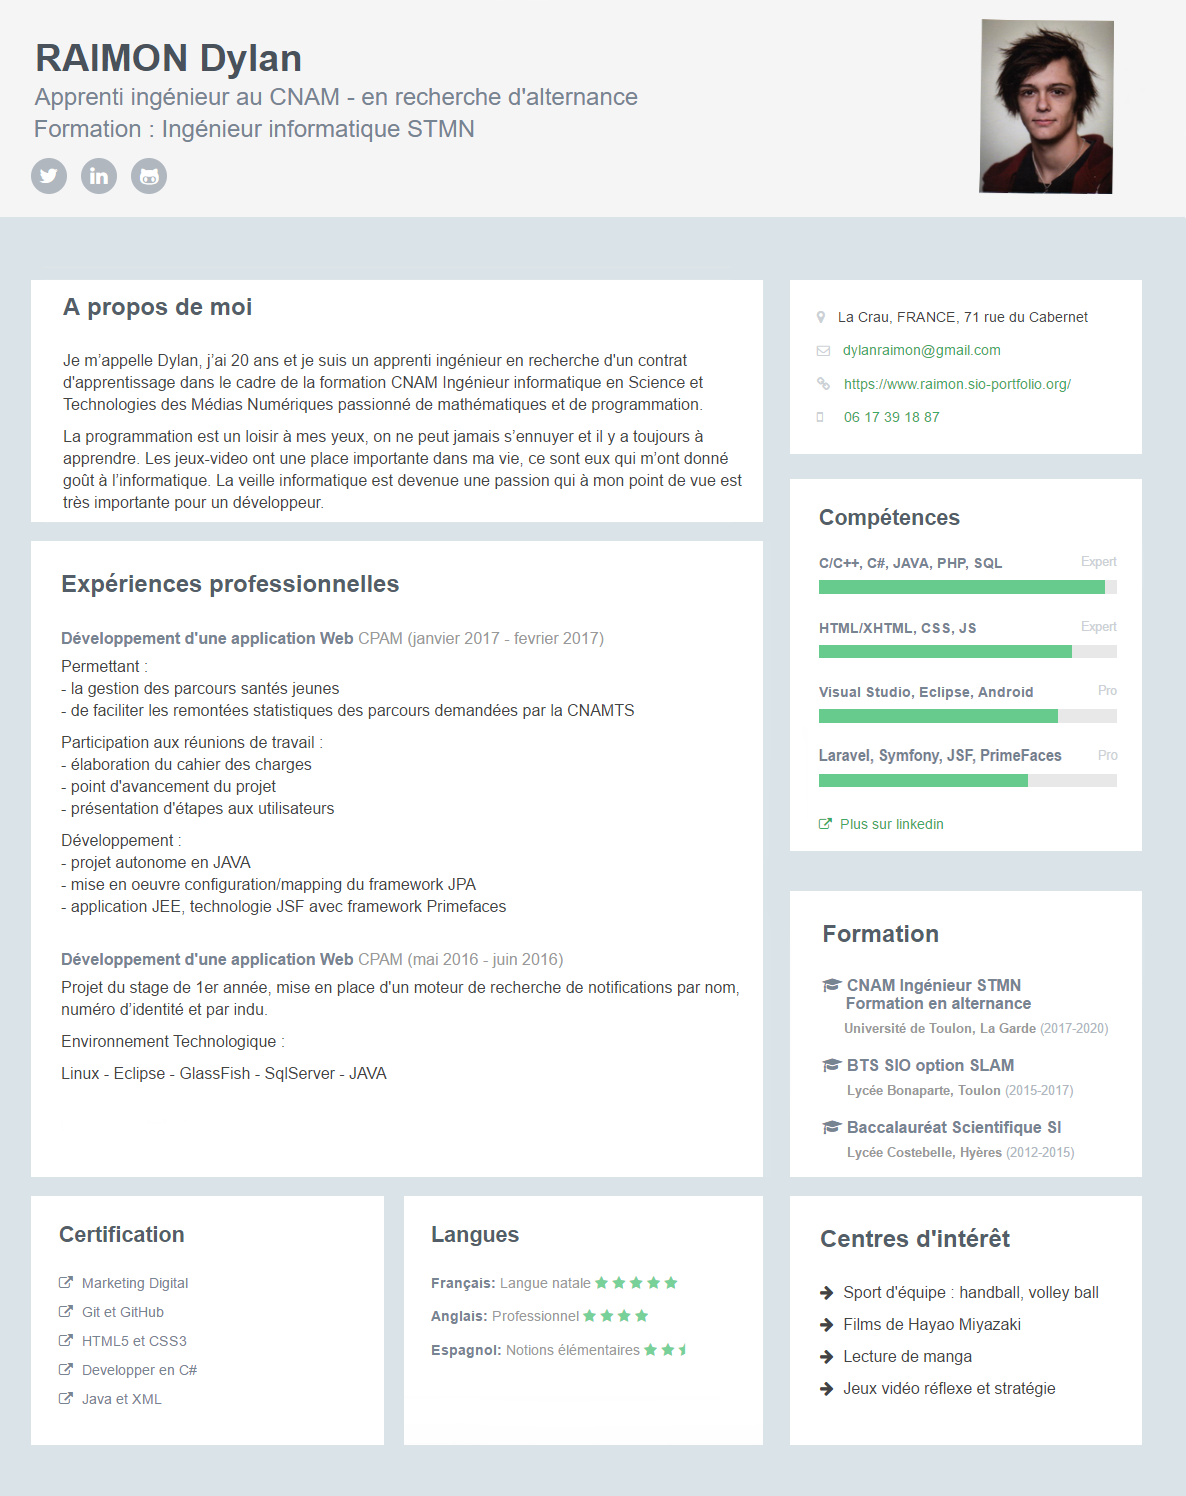 RAIMON Dylan
Apprenti ingénieur au CNAM - en recherche d'alternance
Formation : Ingénieur informatique STMN
A propos de moi
Je m’appelle Dylan, j’ai 20 ans et je suis un apprenti ingénieur en recherche d'un contrat
d'apprentissage dans le cadre de la formation CNAM Ingénieur informatique en Science et
Technologies des Médias Numériques passionné de mathématiques et de programmation.
La programmation est un loisir à mes yeux, on ne peut jamais s’ennuyer et il y a toujours à
apprendre. Les jeux-video ont une place importante dans ma vie, ce sont eux qui m’ont donné
goût à l’informatique. La veille informatique est devenue une passion qui à mon point de vue est
très importante pour un développeur.
Expériences professionnelles
Développement d'une application Web CPAM (janvier 2017 - fevrier 2017)
Permettant :
- la gestion des parcours santés jeunes
- de faciliter les remontées statistiques des parcours demandées par la CNAMTS
Participation aux réunions de travail :
- élaboration du cahier des charges
- point d'avancement du projet
- présentation d'étapes aux utilisateurs
Développement :
- projet autonome en JAVA
- mise en oeuvre configuration/mapping du framework JPA
- application JEE, technologie JSF avec framework Primefaces
Développement d'une application Web CPAM (mai 2016 - juin 2016)
Projet du stage de 1er année, mise en place d'un moteur de recherche de notifications par nom,
numéro d’identité et par indu.
Environnement Technologique :
Linux - Eclipse - GlassFish - SqlServer - JAVA
La Crau, FRANCE, 71 rue du Cabernet
dylanraimon@gmail.com
https://www.raimon.sio-portfolio.org/
06 17 39 18 87
Compétences
C/C++, C#, JAVA, PHP, SQL Expert
HTML/XHTML, CSS, JS Expert
Visual Studio, Eclipse, Android Pro
Laravel, Symfony, JSF, PrimeFaces Pro
Plus sur linkedin
Formation
CNAM Ingénieur STMN
Formation en alternance
Université de Toulon, La Garde (2017-2020)
BTS SIO option SLAM
Lycée Bonaparte, Toulon (2015-2017)
Baccalauréat Scientifique SI
Lycée Costebelle, Hyères (2012-2015)
Certification
Marketing Digital
Git et GitHub
HTML5 et CSS3
Developper en C#
Java et XML
Langues
Français: Langue natale
Anglais: Professionnel
Espagnol: Notions élémentaires
Centres d'intérêt
Sport d'équipe : handball, volley ball
Films de Hayao Miyazaki
Lecture de manga
Jeux vidéo réflexe et stratégie